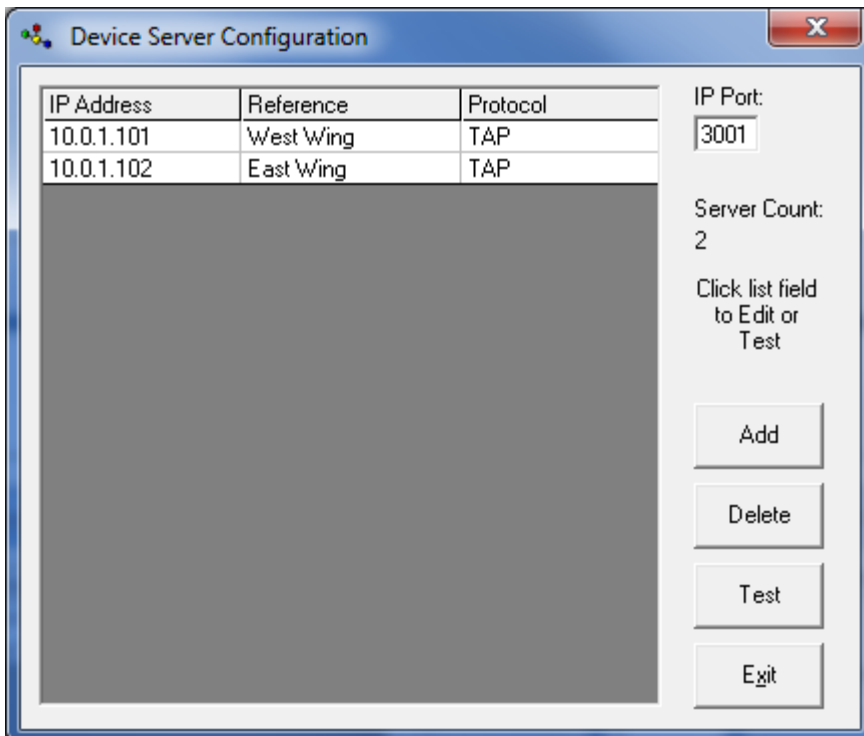 Device Server Configuration
IP Address Reference Protocol
10.0.1.101 West Wing TAP
10.0.1.102 East Wing TAP
IP Port:
3001
Server Count:
2
Click list field
to Edit or
Test
Add
Delete
Test
Exit